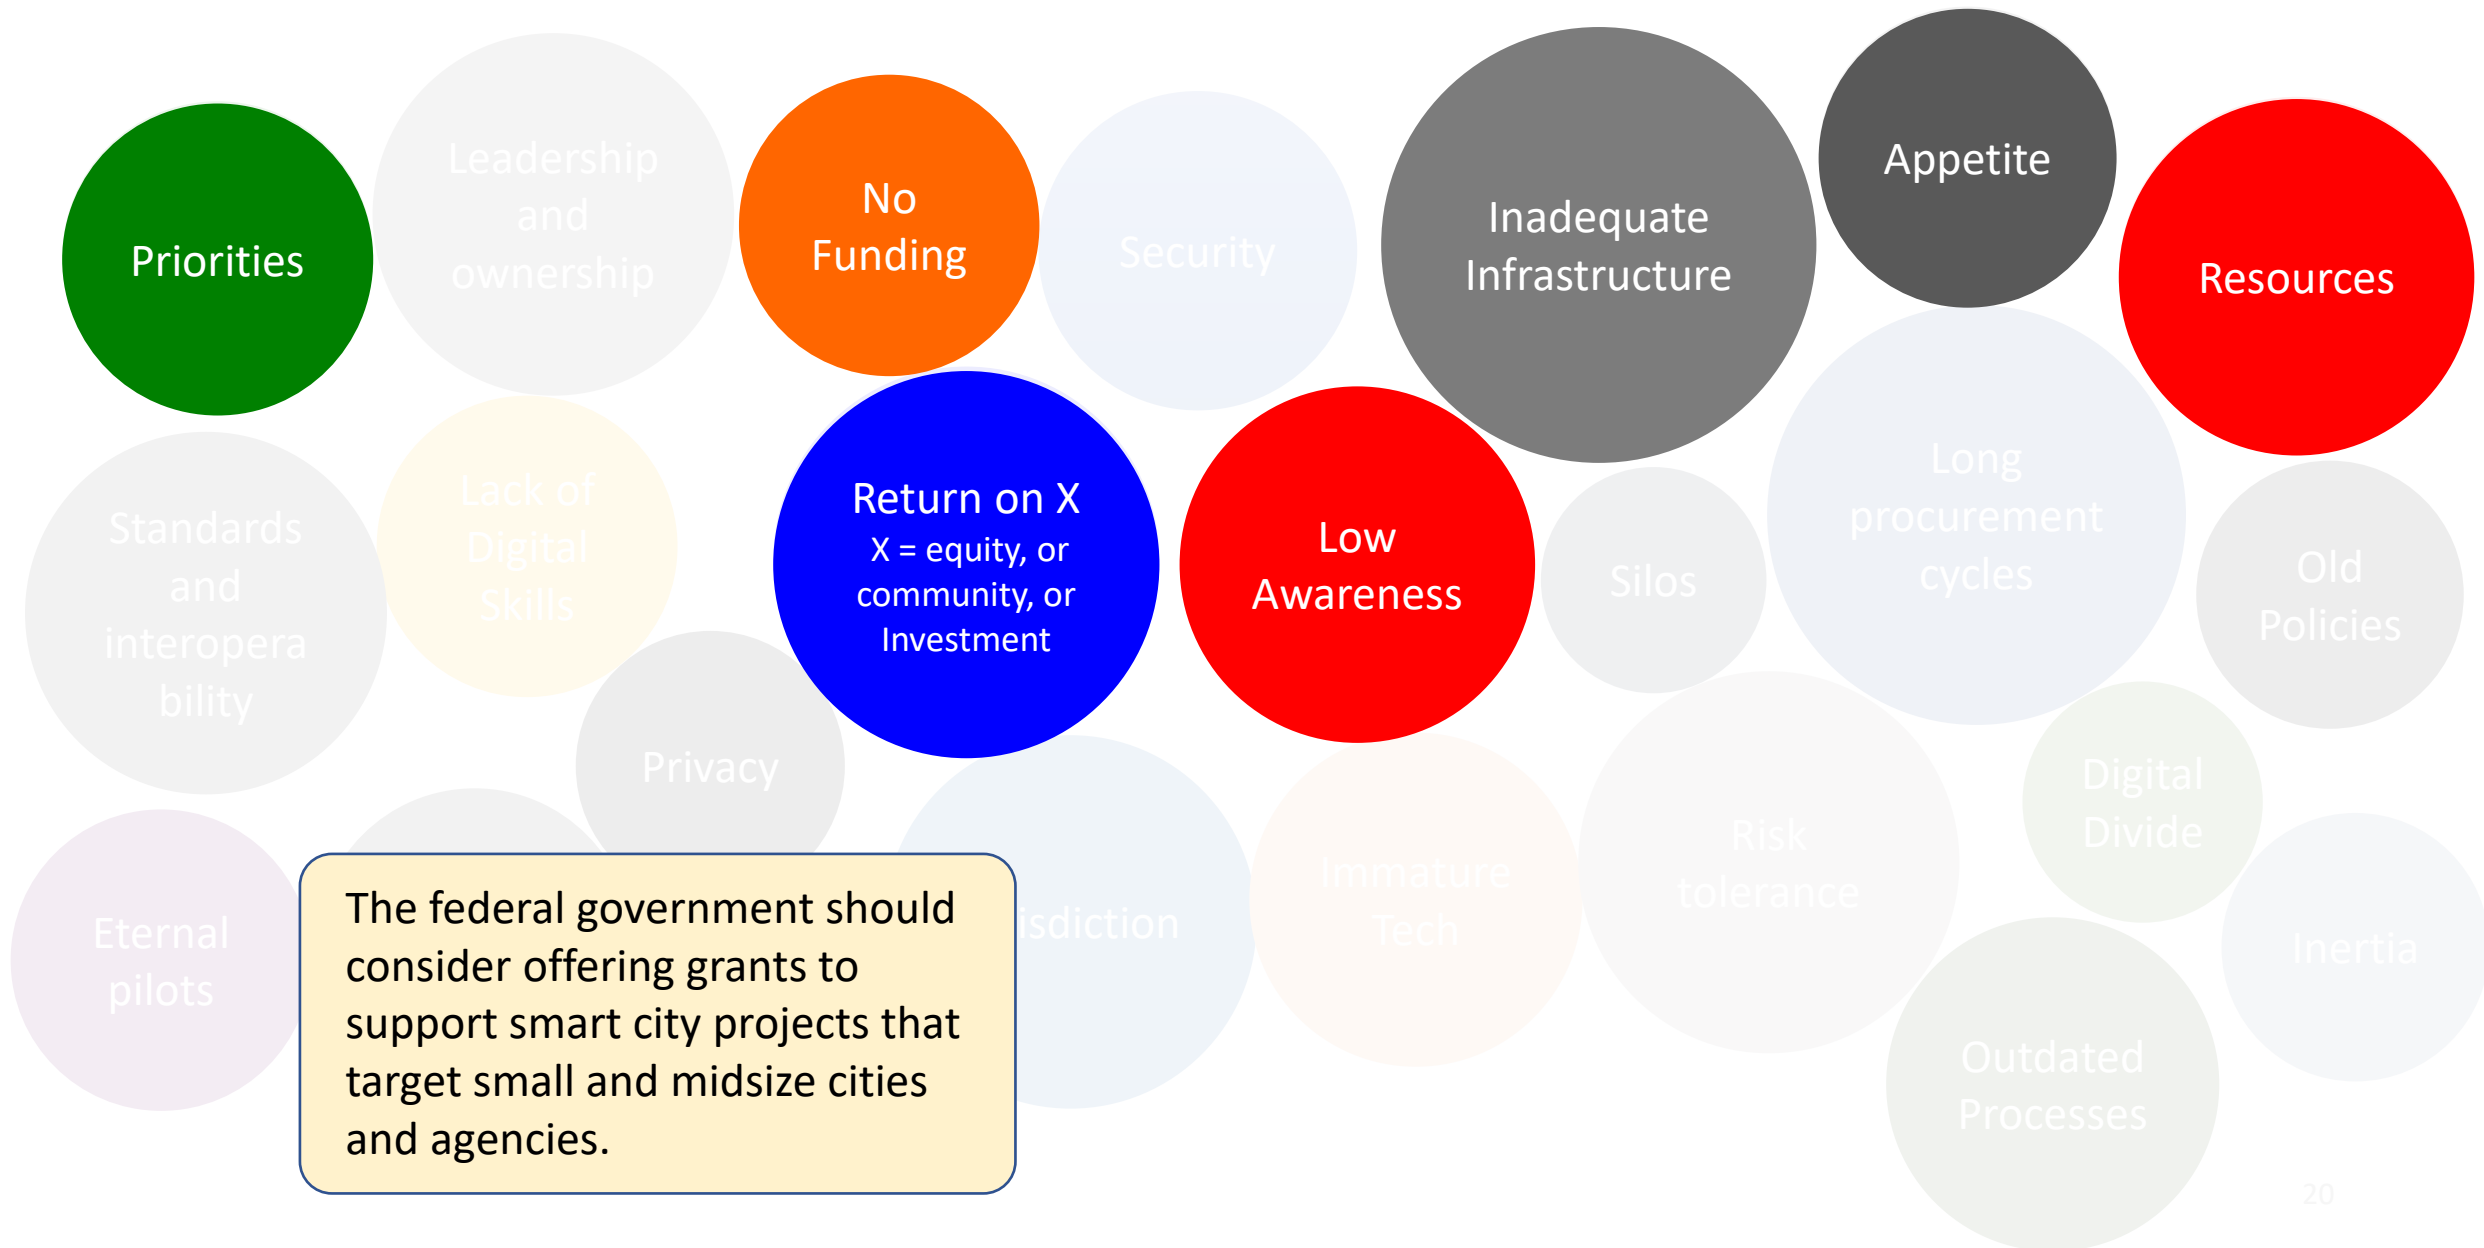 Priorities
Leadership
and
ownership
No
Funding
Security
Inadequate
Infrastructure
Appetite
Resources
Standards
and
interopera
bility
Lack of
Digital
Skills
Return on X
X = equity, or
community, or
Investment
Low
Awareness
Silos
Long
procurement
cycles
Old
Policies
Privacy
Eternal
pilots
The federal government should
consider offering grants to
support smart city projects that
target small and midsize cities
and agencies.
isdiction
Immature
Tech
Risk
tolerance
Digital
Divide
Outdated
Processes
Inertia
20